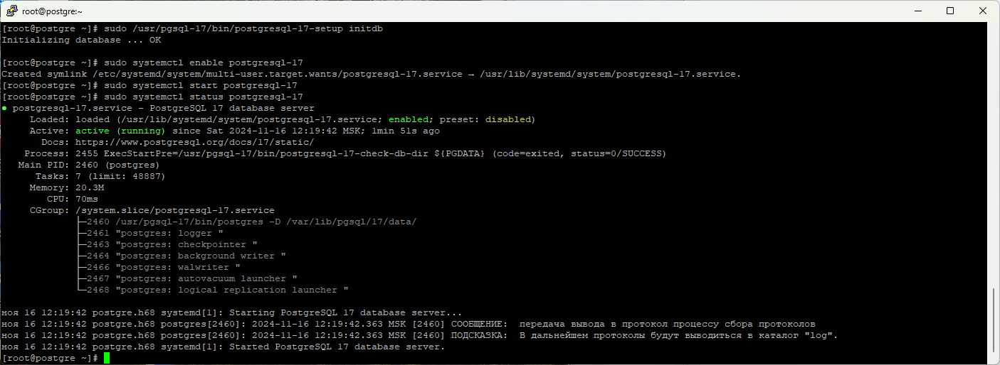 root@postgre:~
[root@postgre ~]# sudo /usr/pgsql-17/bin/postgresql-17-setup initdb
Initializing database ... OK
[root@postgre ~]# sudo systemctl enable postgresql-17
Created symlink /etc/systemd/system/multi-user.target.wants/postgresql-17.service → /usr/lib/systemd/system/postgresql-17.service.
[root@postgre ~]# sudo systemctl start postgresql-17
[root@postgre ~]# sudo systemctl status postgresql-17
● postgresql-17.service - PostgreSQL 17 database server
Loaded: loaded (/usr/lib/systemd/system/postgresql-17.service; enabled; preset: disabled)
Active: active (running) since Sat 2024-11-16 12:19:42 MSK; 1min 51s ago
Docs: https://www.postgresql.org/docs/17/static/
Process: 2455 ExecStartPre=/usr/pgsql-17/bin/postgresql-17-check-db-dir ${PGDATA} (code=exited, status=0/SUCCESS)
Main PID: 2460 (postgres)
Tasks: 7 (limit: 48887)
Memory: 20.3M
CPU: 70ms
CGroup: /system.slice/postgresql-17.service
├─2460 /usr/pgsql-17/bin/postgres -D /var/lib/pgsql/17/data/
├─2461 "postgres: logger "
├─2463 "postgres: checkpointer "
├─2464 "postgres: background writer "
├─2466 "postgres: walwriter "
├─2467 "postgres: autovacuum launcher "
└─2468 "postgres: logical replication launcher "
ноя 16 12:19:42 postgre.h68 systemd[1]: Starting PostgreSQL 17 database server...
ноя 16 12:19:42 postgre.h68 postgres[2460]: 2024-11-16 12:19:42.363 MSK [2460] СООБЩЕНИЕ:  передача вывода в протокол процессу сбора протоколов
ноя 16 12:19:42 postgre.h68 postgres[2460]: 2024-11-16 12:19:42.363 MSK [2460] ПОДСКАЗКА:  В дальнейшем протоколы будут выводиться в каталог "log".
ноя 16 12:19:42 postgre.h68 systemd[1]: Started PostgreSQL 17 database server.
[root@postgre ~]#